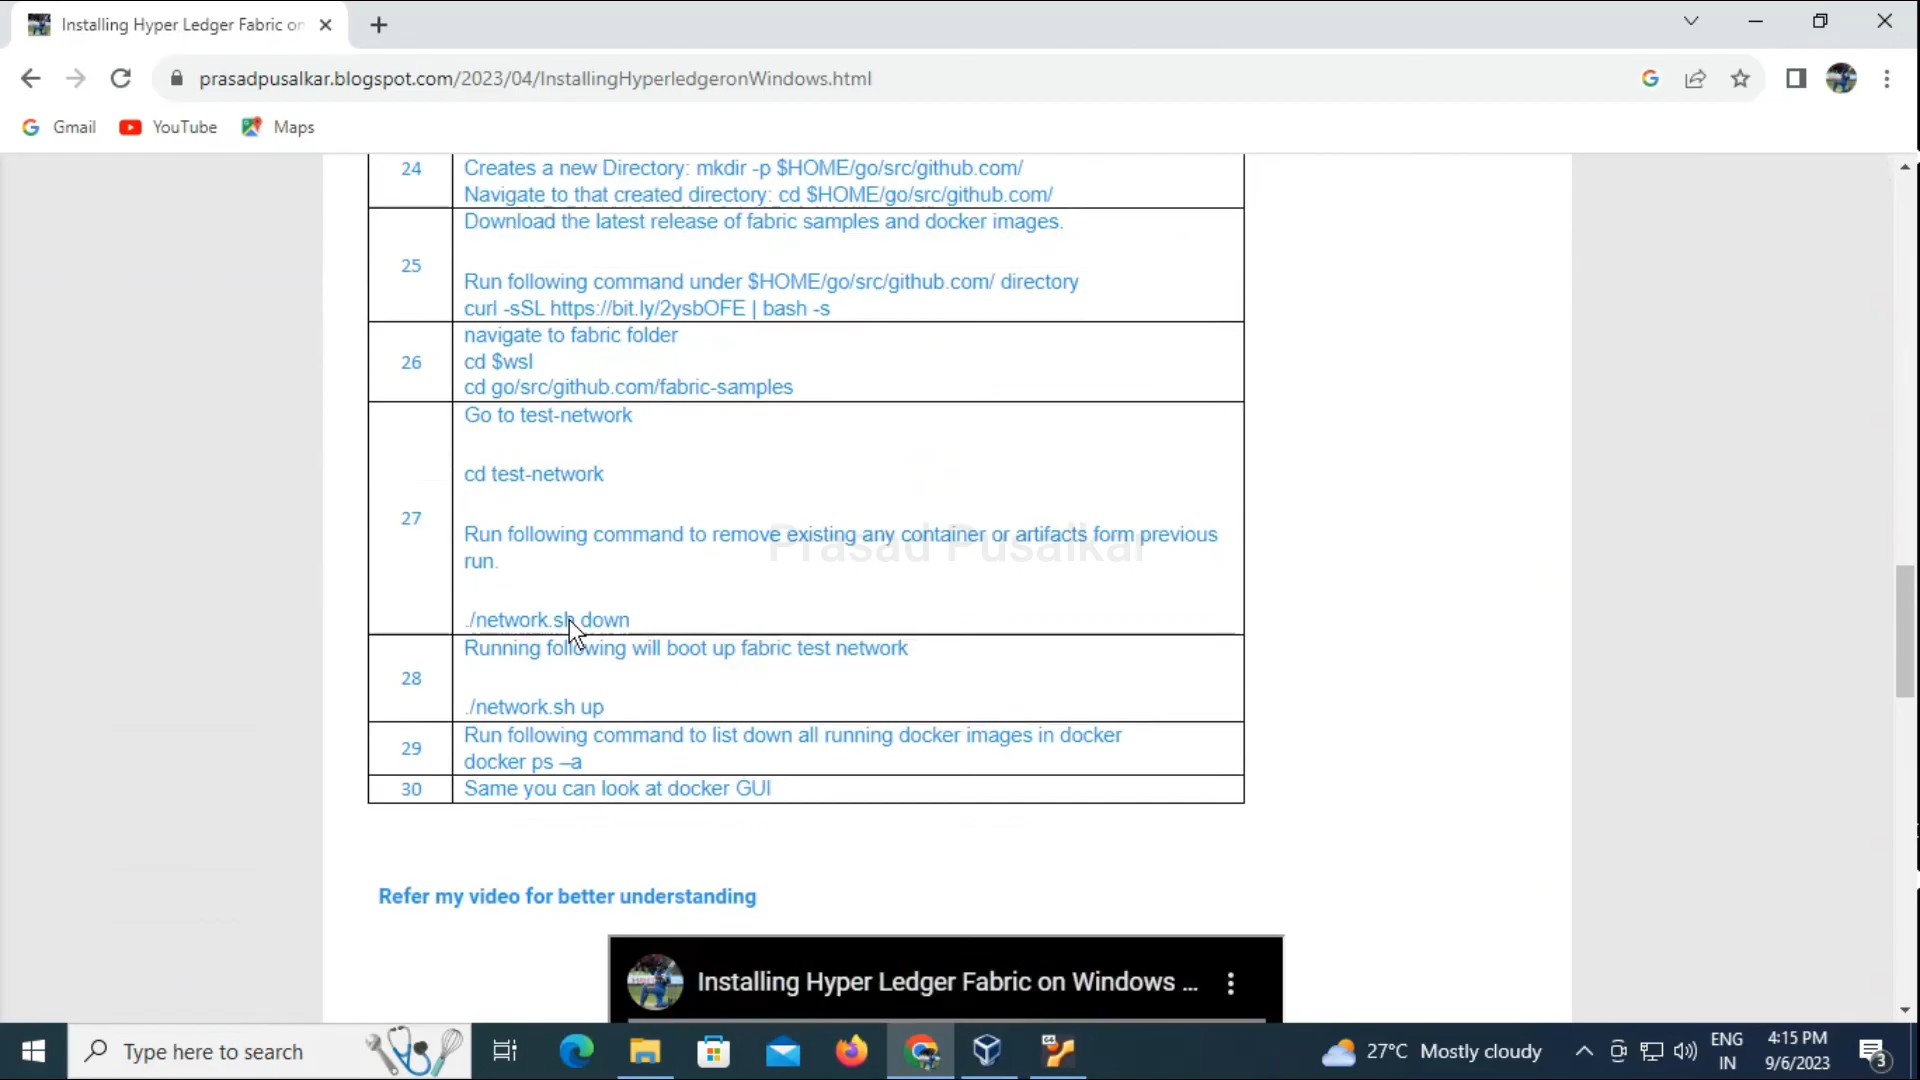 Installing Hyper Ledger Fabric on
prasadpusalkar.blogspot.com/2023/04/InstallingHyperledgeronWindows.html
Gmail YouTube Maps
24
Creates a new Directory: mkdir -p $HOME/go/src/github.com/
Navigate to that created directory: cd $HOME/go/src/github.com/
25
Download the latest release of fabric samples and docker images.
Run following command under $HOME/go/src/github.com/ directory
curl -sSL https://bit.ly/2ysbOFE | bash -s
26
navigate to fabric folder
cd $wsl
cd go/src/github.com/fabric-samples
27
Go to test-network
cd test-network
Run following command to remove existing any container or artifacts form previous
run.
./network.sh down
Prasad Pusalkar
28
Running following will boot up fabric test network
./network.sh up
29
Run following command to list down all running docker images in docker
docker ps –a
30
Same you can look at docker GUI
Refer my video for better understanding
Installing Hyper Ledger Fabric on Windows ...
Type here to search
27°C Mostly cloudy
ENG
IN
4:15 PM
9/6/2023
3